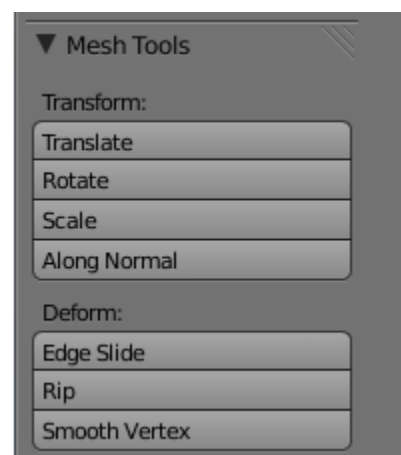 Mesh Tools
Transform:
Translate
Rotate
Scale
Along Normal
Deform:
Edge Slide
Rip
Smooth Vertex